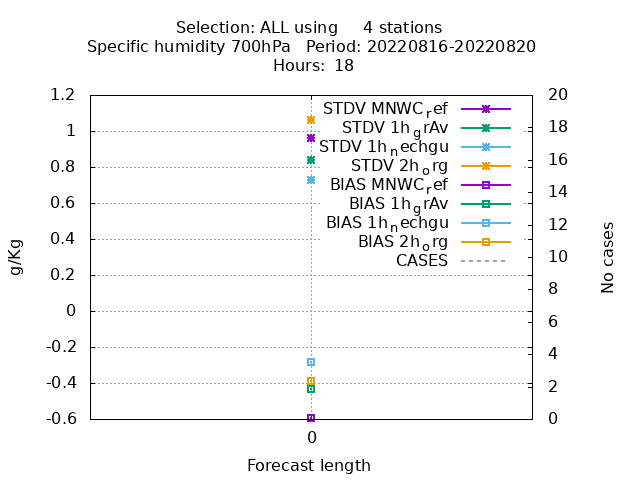 Selection: ALL using     4 stations
Specific humidity 700hPa   Period: 20220816-20220820
Hours: 18
1.2
1
0.8
0.6
0.4
0.2
0
-0.2
-0.4
-0.6
g/Kg
20
18
16
14
12
10
8
6
4
2
0
No cases
STDV MNWC_ref
STDV 1h_grAv
STDV 1h_nechgu
STDV 2h_org
BIAS MNWC_ref
BIAS 1h_grAv
BIAS 1h_nechgu
BIAS 2h_org
CASES
0
Forecast length